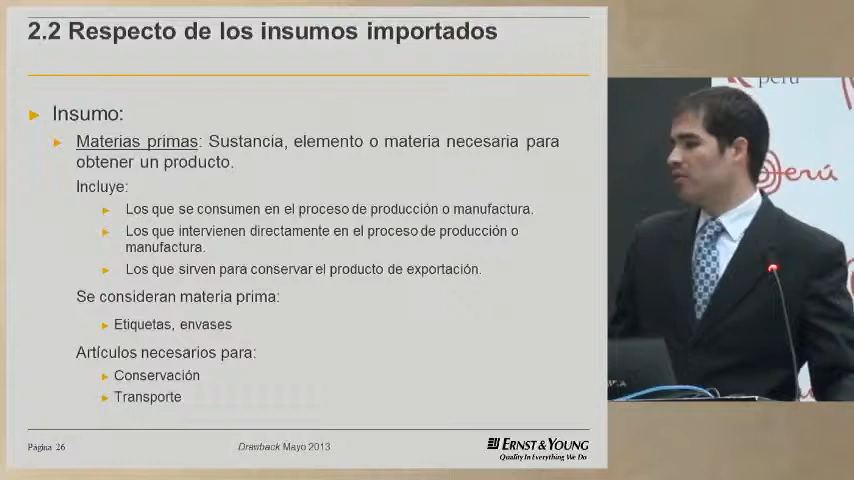 2.2 Respecto de los insumos importados
Insumo:
Materias primas: Sustancia, elemento o materia necesaria para
obtener un producto.
Incluye:
Los que se consumen en el proceso de producción o manufactura.
Los que intervienen directamente en el proceso de producción o
manufactura.
Los que sirven para conservar el producto de exportación.
Se consideran materia prima:
Etiquetas, envases
Artículos necesarios para:
Conservación
Transporte
Página 26
Drawback Mayo 2013
ERNST & YOUNG
Quality In Everything We Do
perú
Perú